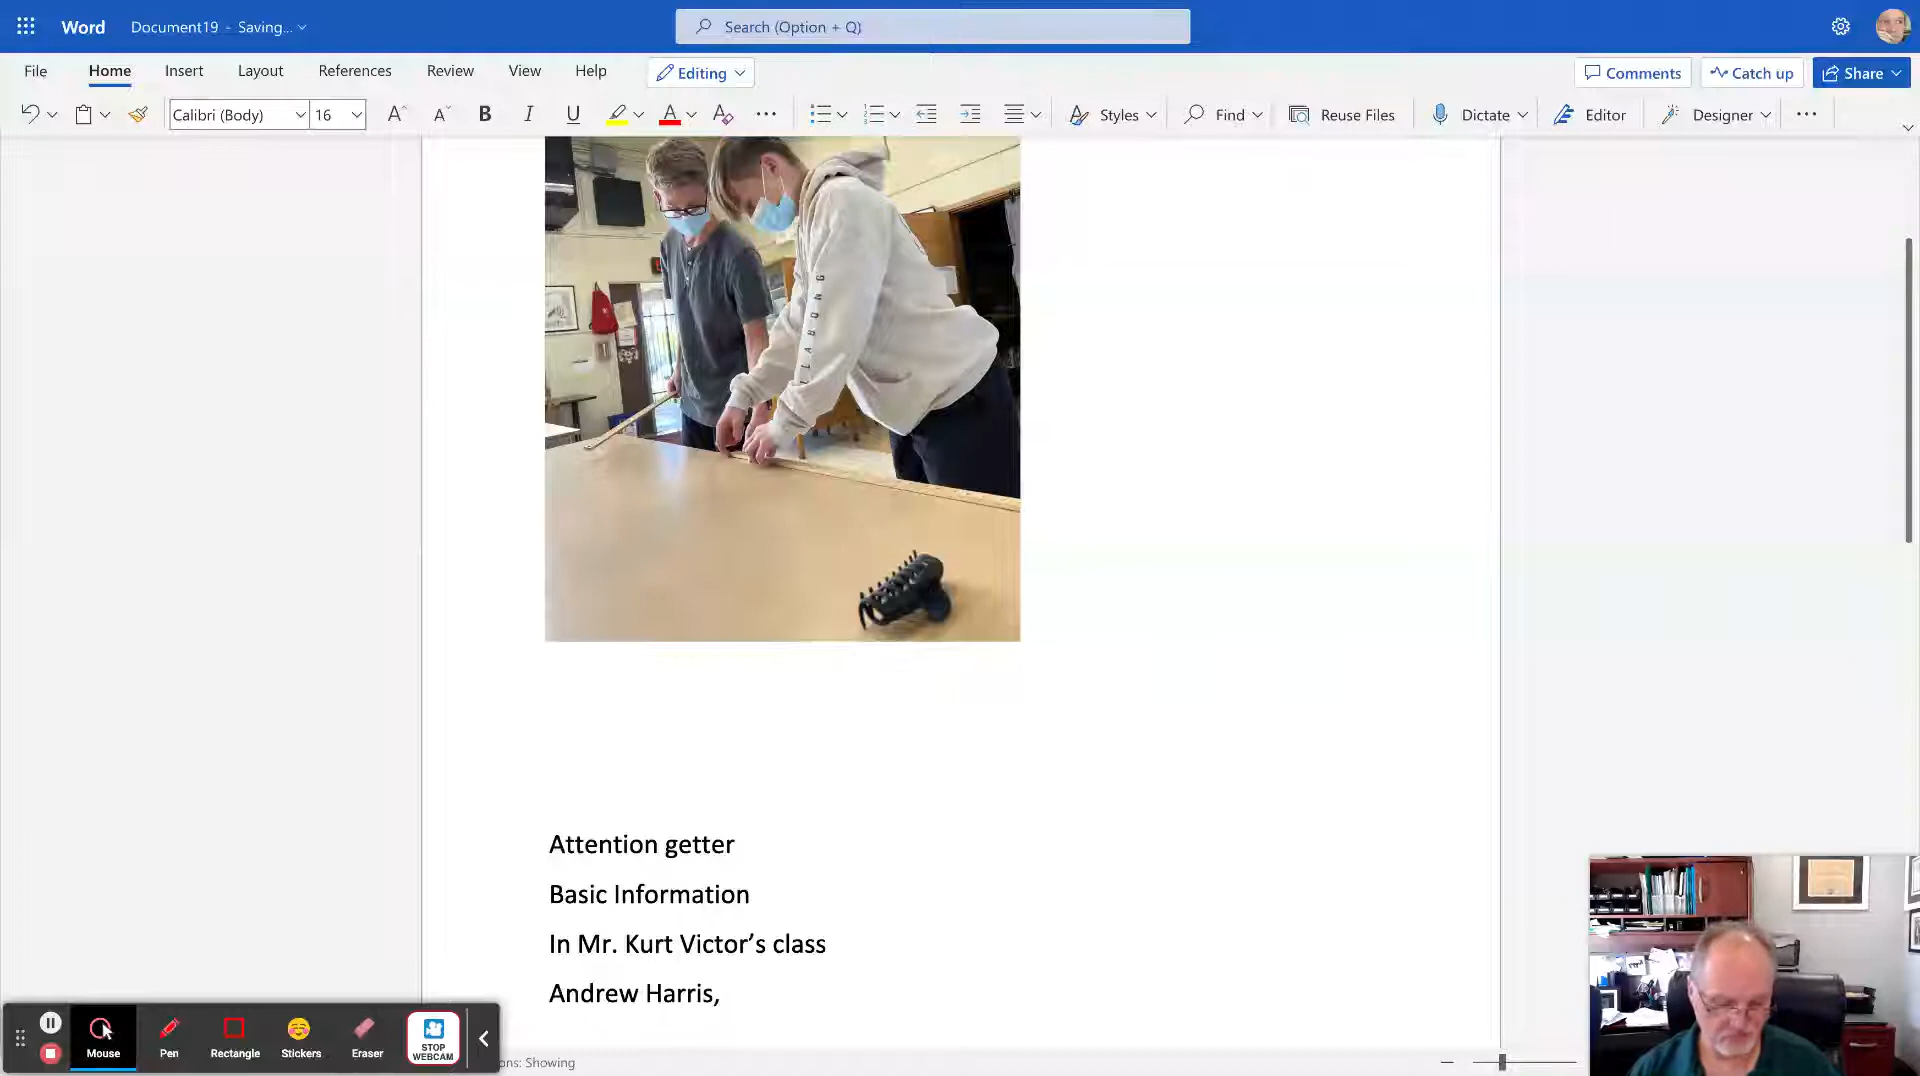 Word Document19 - Saving... Search (Option + Q)
File Home Insert Layout References Review View Help Editing Comments Catch up Share
Calibri (Body) 16 A A B I U A Styles Find Reuse Files Dictate Editor Designer
LLABONG
Attention getter
Basic Information
In Mr. Kurt Victor's class
Andrew Harris,
Mouse Pen Rectangle Stickers Eraser STOP WEBCAM
ons: Showing